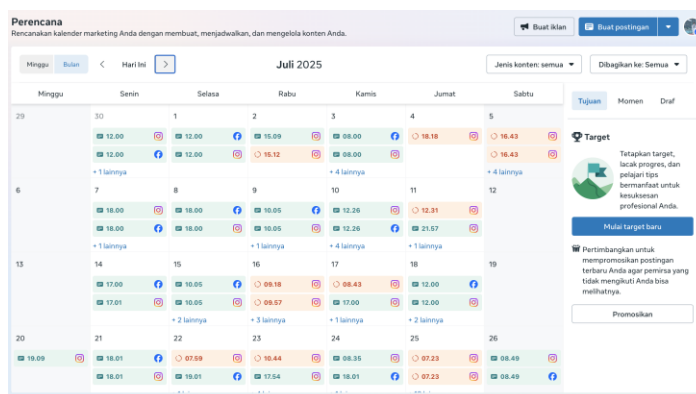 Perencana
Rencanakan kalender marketing Anda dengan membuat, menjadwalkan, dan mengelola konten Anda.
Buat iklan
Buat postingan
Minggu Bulan
Hari Ini
Juli 2025
Jenis konten: semua
Dibagikan ke: Semua
Minggu Senin Selasa Rabu Kamis Jumat Sabtu
29 30 1 2 3 4 5
12.00 12.00 15.09 08.00 18.18 16.43
12.00 12.00 15.12 08.00 16.43
+ 1 lainnya + 4 lainnya + 4 lainnya
6 7 8 9 10 11 12
18.00 18.00 10.05 12.26 12.31
18.00 18.00 10.05 12.26 21.57
+ 1 lainnya + 1 lainnya + 4 lainnya + 1 lainnya
13 14 15 16 17 18 19
17.00 10.05 09.18 08.43 12.00
17.01 10.05 09.57 17.00 12.00
+ 2 lainnya + 3 lainnya + 1 lainnya + 2 lainnya
20 21 22 23 24 25 26
19.09 18.01 07.59 10.44 08.35 07.23 08.49
18.01 19.01 17.54 18.01 07.23 08.49
Tujuan Momen Draf
Target
Tetapkan target,
lacak progres, dan
pelajari tips
bermanfaat untuk
kesuksesan
profesional Anda.
Mulai target baru
Pertimbangkan untuk
mempromosikan postingan
terbaru Anda agar pemirsa yang
tidak mengikuti Anda bisa
melihatnya.
Promosikan